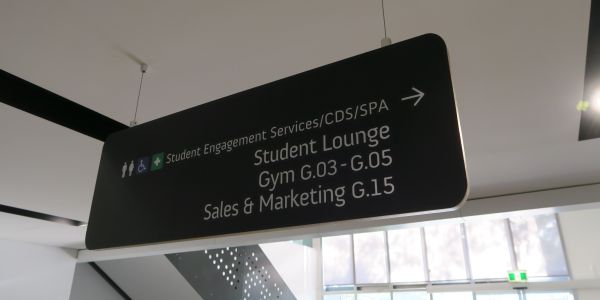 Student Engagement Services/CDS/SPA →
Student Lounge
Gym G.03-G.05
Sales & Marketing G.15